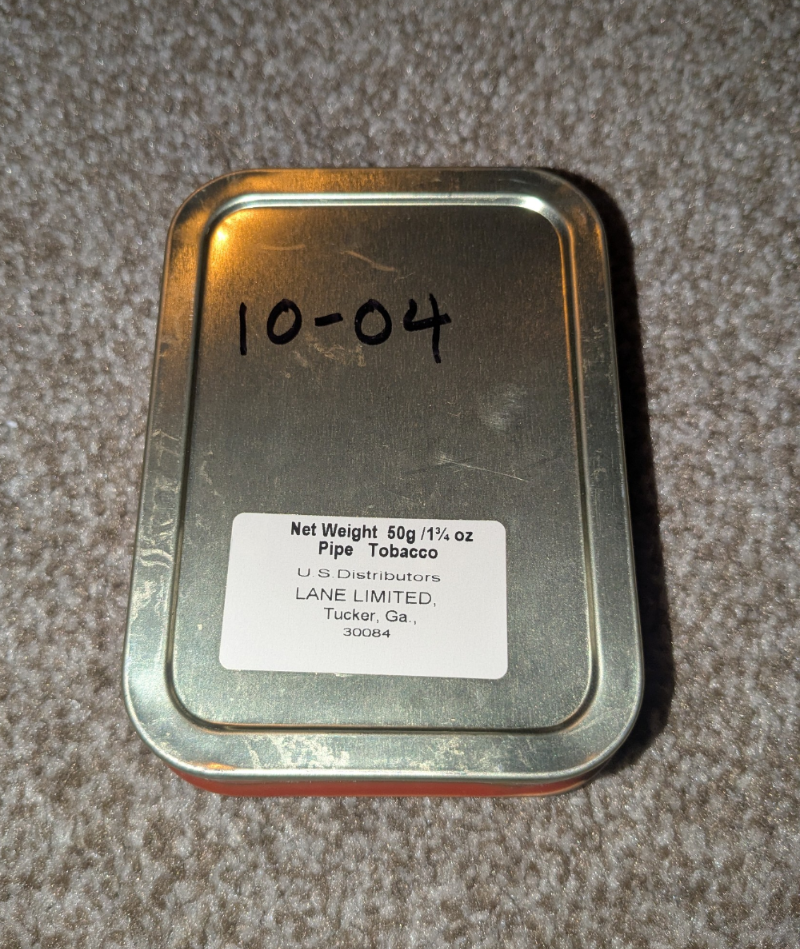 10-04
Net Weight 50g /1¾ oz
Pipe Tobacco
U.S.Distributors
LANE LIMITED,
Tucker, Ga.,
30084